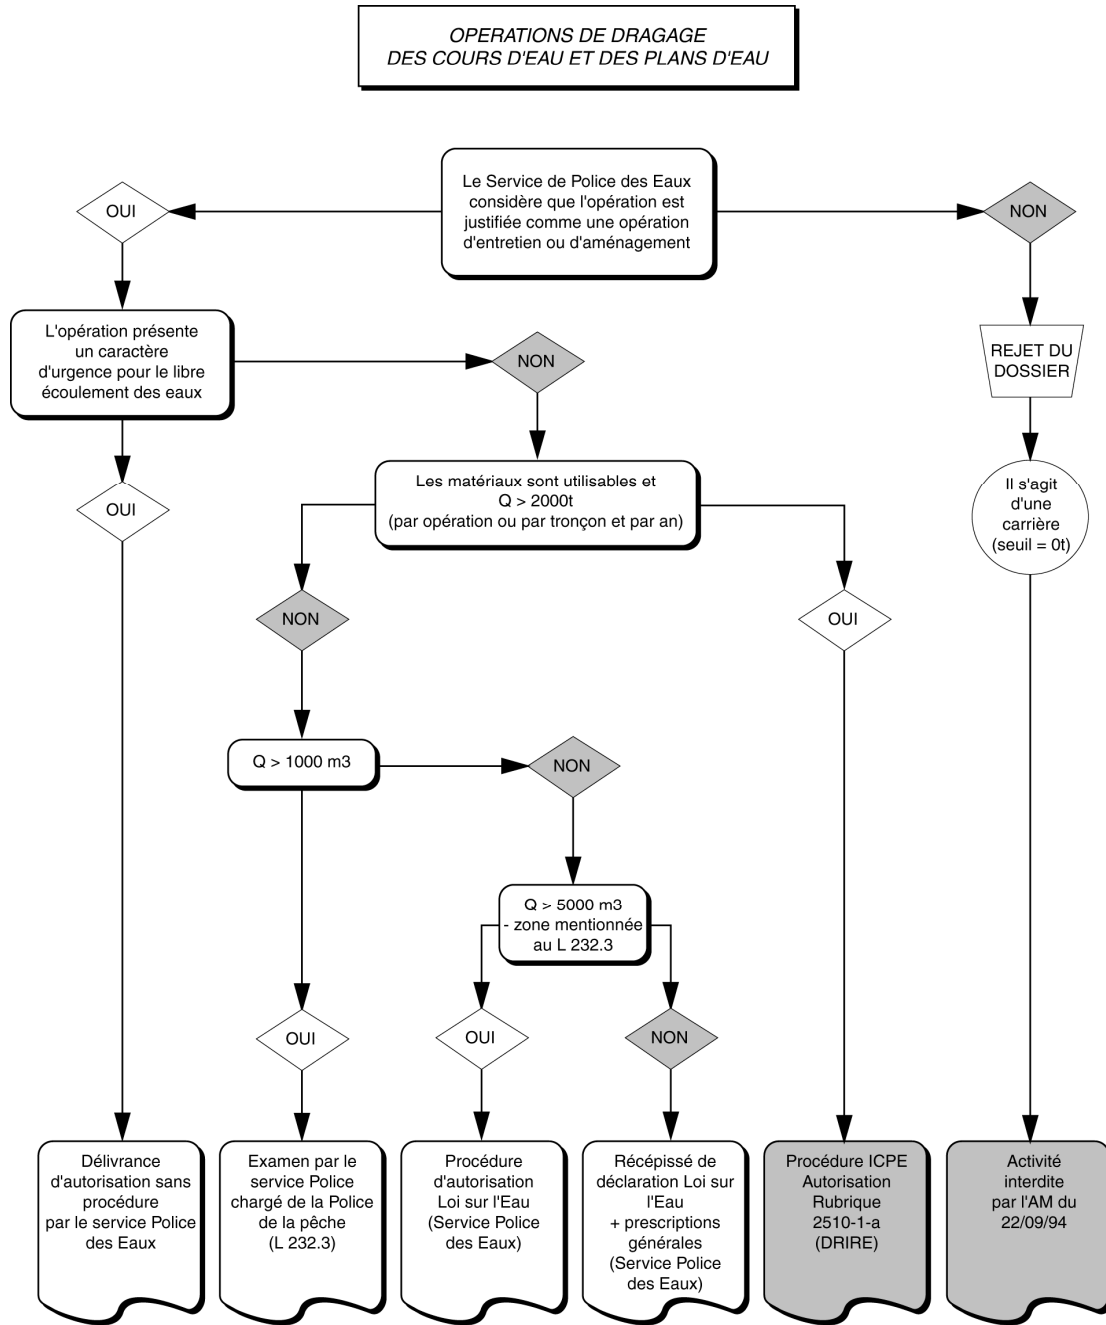 OPERATIONS DE DRAGAGE
DES COURS D'EAU ET DES PLANS D'EAU
Le Service de Police des Eaux
considère que l'opération est
justifiée comme une opération
d'entretien ou d'aménagement
OUI
NON
L'opération présente
un caractère
d'urgence pour le libre
écoulement des eaux
NON
REJET DU
DOSSIER
OUI
Les matériaux sont utilisables et
Q > 2000t
(par opération ou par tronçon et par an)
Il s'agit
d'une
carrière
(seuil = 0t)
NON
OUI
Q > 1000 m3
NON
Q > 5000 m3
- zone mentionnée
au L 232.3
OUI
OUI
NON
Délivrance
d'autorisation sans
procédure
par le service Police
des Eaux
Examen par le
service Police
chargé de la Police
de la pêche
(L 232.3)
Procédure
d'autorisation
Loi sur l'Eau
(Service Police
des Eaux)
Récépissé de
déclaration Loi sur
l'Eau
+ prescriptions
générales
(Service Police
des Eaux)
Procédure ICPE
Autorisation
Rubrique
2510-1-a
(DRIRE)
Activité
interdite
par l'AM du
22/09/94